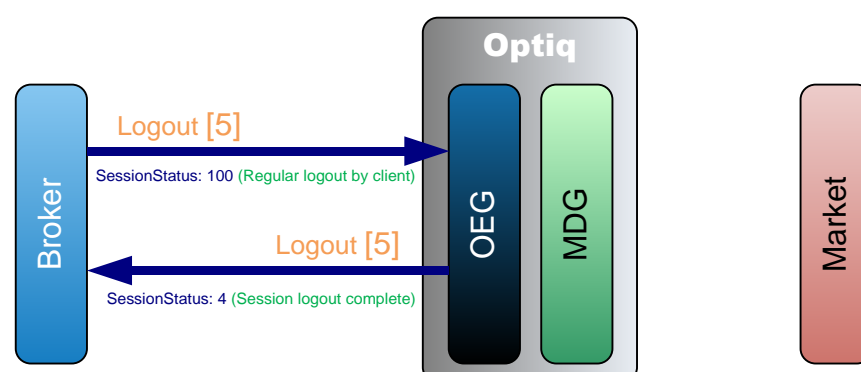 Optiq
Logout [5]
SessionStatus: 100 (Regular logout by client)
Broker
OEG
MDG
Market
Logout [5]
SessionStatus: 4 (Session logout complete)